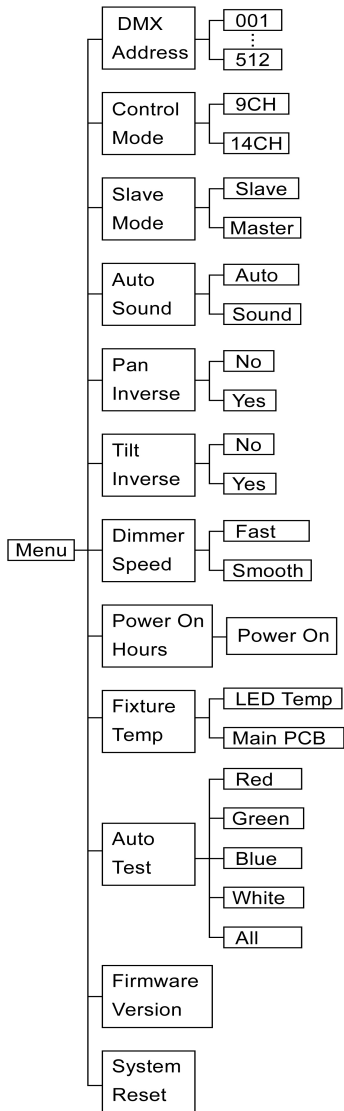 DMX
Address
001
512
Control
Mode
9CH
14CH
Slave
Mode
Slave
Master
Auto
Sound
Auto
Sound
Pan
Inverse
No
Yes
Tilt
Inverse
No
Yes
Menu
Dimmer
Speed
Fast
Smooth
Power On
Hours
Power On
Fixture
Temp
LED Temp
Main PCB
Auto
Test
Red
Green
Blue
White
All
Firmware
Version
System
Reset